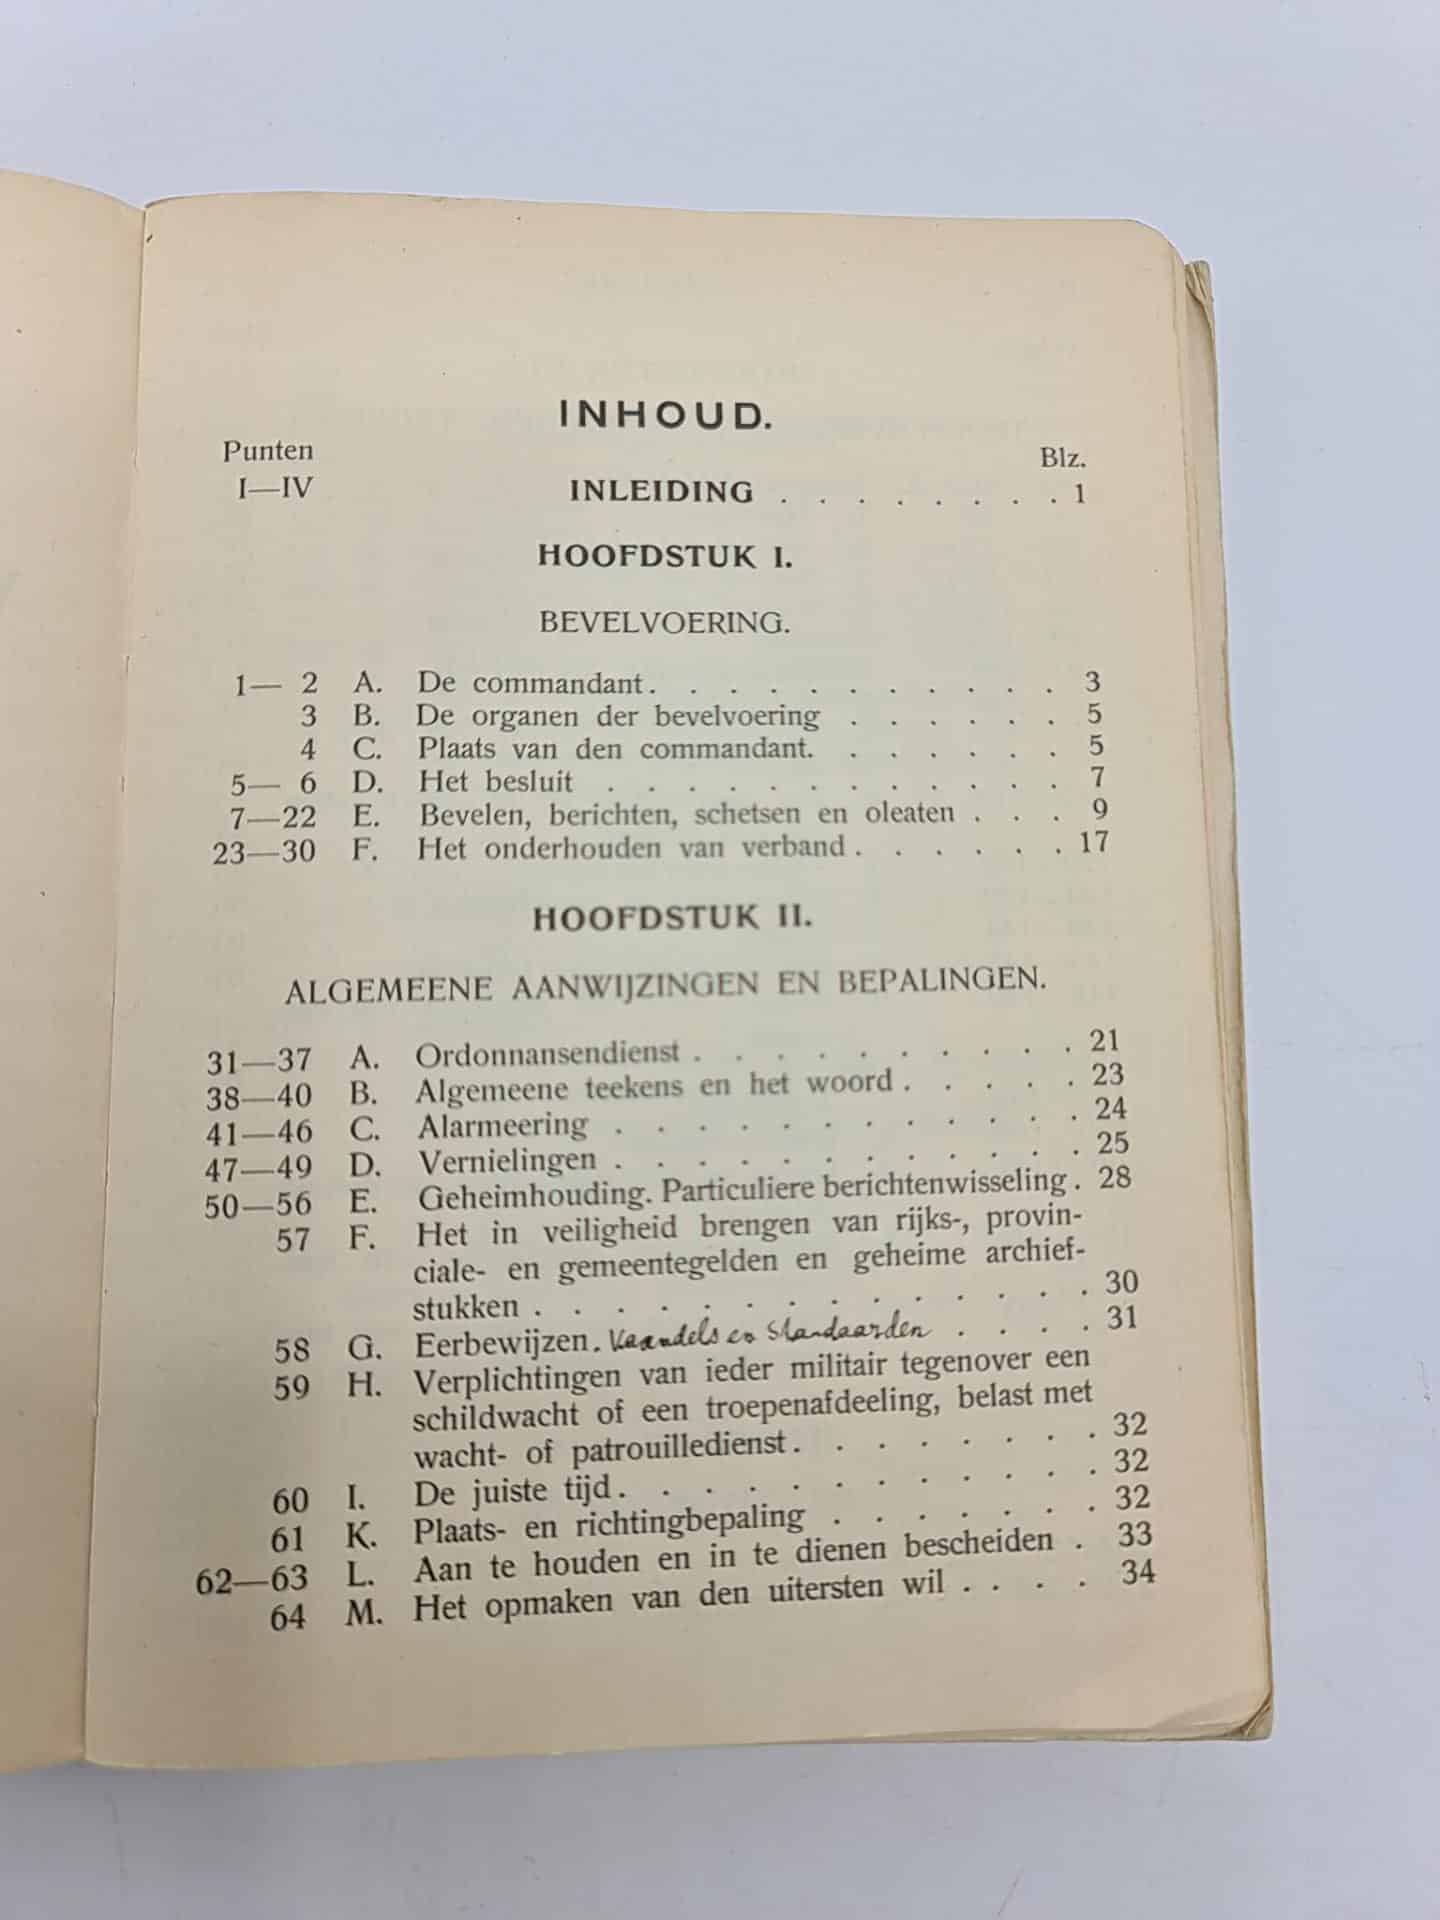 INHOUD.
Punten Blz.
I—IV INLEIDING . . . . . . . . 1
HOOFDSTUK I.
BEVELVOERING.
1— 2 A. De commandant. . . . . . . . . . . 3
3 B. De organen der bevelvoering . . . . . . 5
4 C. Plaats van den commandant. . . . . . . 5
5— 6 D. Het besluit . . . . . . . . . . . . 7
7—22 E. Bevelen, berichten, schetsen en oleaten . . . 9
23—30 F. Het onderhouden van verband . . . . . . 17
HOOFDSTUK II.
ALGEMEENE AANWIJZINGEN EN BEPALINGEN.
31—37 A. Ordonnansendienst . . . . . . . . . . 21
38—40 B. Algemeene teekens en het woord . . . . . 23
41—46 C. Alarmeering . . . . . . . . . . . . 24
47—49 D. Vernielingen . . . . . . . . . . . . 25
50—56 E. Geheimhouding. Particuliere berichtenwisseling . 28
57 F. Het in veiligheid brengen van rijks-, provin-
ciale- en gemeentegelden en geheime archief-
stukken . . . . . . . . . . . . . . 30
58 G. Eerbewijzen. Vaandels en Standaarden . . . . 31
59 H. Verplichtingen van ieder militair tegenover een
schildwacht of een troepenafdeeling, belast met
wacht- of patrouilledienst . . . . . . . . 32
60 I. De juiste tijd . . . . . . . . . . . . 32
61 K. Plaats- en richtingbepaling . . . . . . . 32
62—63 L. Aan te houden en in te dienen bescheiden . 33
64 M. Het opmaken van den uitersten wil . . . . 34